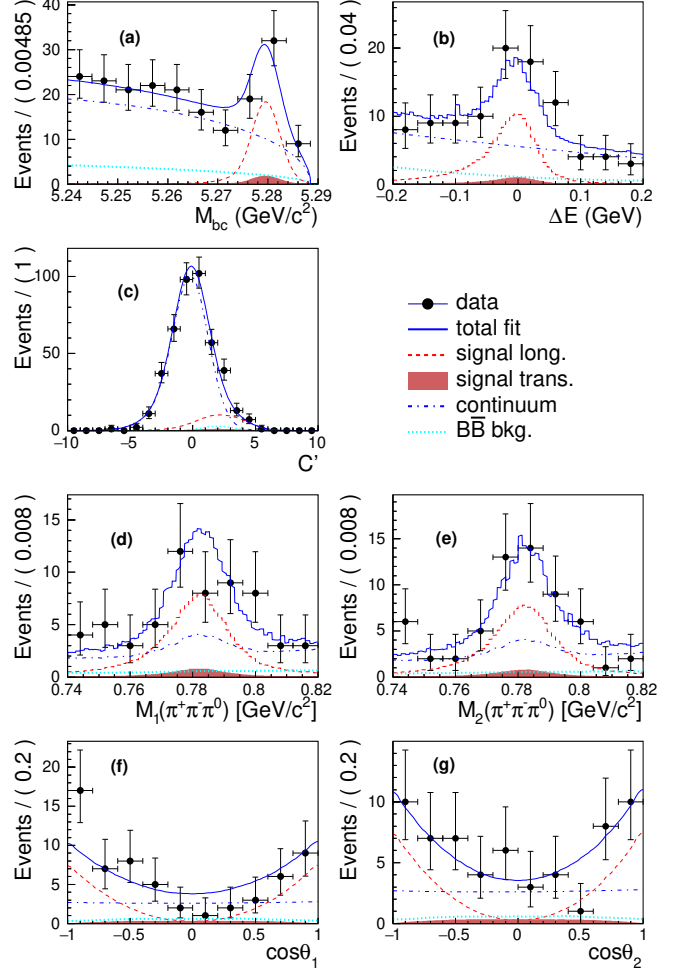 Events / ( 0.00485 )
40
30
20
10
0
(a)
5.24
5.25
5.26
5.27
5.28
5.29
M_bc (GeV/c²)
Events / ( 0.04 )
20
10
0
(b)
−0.2
−0.1
0
0.1
0.2
ΔE (GeV)
Events / ( 1 )
100
50
0
(c)
−10
−5
0
5
10
C'
data
total fit
signal long.
signal trans.
continuum
BB̅ bkg.
Events / ( 0.008 )
15
10
5
0
(d)
0.74
0.76
0.78
0.8
0.82
M₁(π⁺π⁻π⁰) [GeV/c²]
Events / ( 0.008 )
15
10
5
0
(e)
0.74
0.76
0.78
0.8
0.82
M₂(π⁺π⁻π⁰) [GeV/c²]
Events / ( 0.2 )
20
15
10
5
0
(f)
−1
−0.5
0
0.5
1
cosθ₁
Events / ( 0.2 )
10
5
0
(g)
−1
−0.5
0
0.5
1
cosθ₂